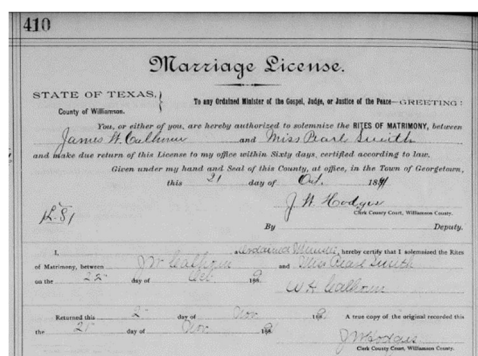 410
Marriage License.
STATE OF TEXAS,
County of Williamson.
To any Ordained Minister of the Gospel, Judge, or Justice of the Peace—GREETING:
You, or either of you, are hereby authorized to solemnize the RITES OF MATRIMONY, between
James W. Calhoun and Miss Pearl Smith
and make due return of this License to my office within Sixty days, certified according to law.
Given under my hand and Seal of this County, at office, in the Town of Georgetown,
this 21 day of Oct. 18
J W Hodges
Clerk County Court, Williamson County.
By Deputy.
I, Ordained Minister, hereby certify that I solemnized the Rites
of Matrimony, between J W Calhoun and Miss Pearl Smith
on the 25 day of Oct 18
W H Calhoun
Returned this 2 day of Nov 18 A true copy of the original recorded this
the day of Nov 18
J W Hodges
Clerk County Court, Williamson County.